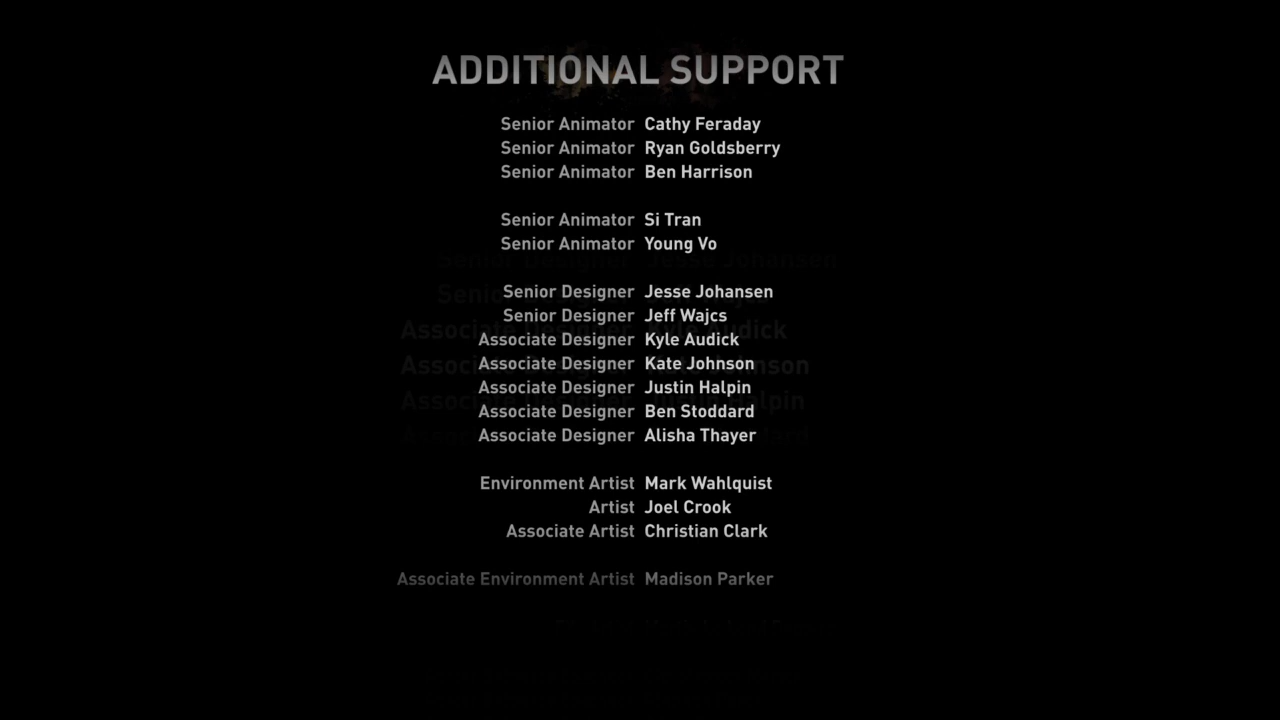 ADDITIONAL SUPPORT
Senior Animator Cathy Feraday
Senior Animator Ryan Goldsberry
Senior Animator Ben Harrison
Senior Animator Si Tran
Senior Animator Young Vo
Senior Designer Jesse Johansen
Senior Designer Jeff Wajcs
Associate Designer Kyle Audick
Associate Designer Kate Johnson
Associate Designer Justin Halpin
Associate Designer Ben Stoddard
Associate Designer Alisha Thayer
Environment Artist Mark Wahlquist
Artist Joel Crook
Associate Artist Christian Clark
Associate Environment Artist Madison Parker